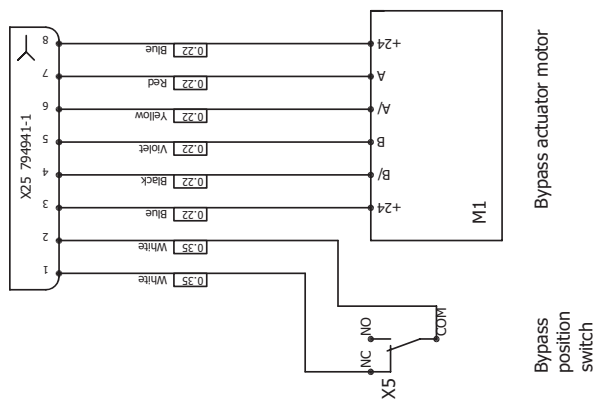 X25 794941-1
8
Blue 0.22
+24
7
Red 0.22
A
6
Yellow 0.22
A/
5
Violet 0.22
B
4
Black 0.22
B/
3
Blue 0.22
+24
2
White 0.35
1
White 0.35
M1
Bypass actuator motor
NO
NC
COM
X5
Bypass
position
switch